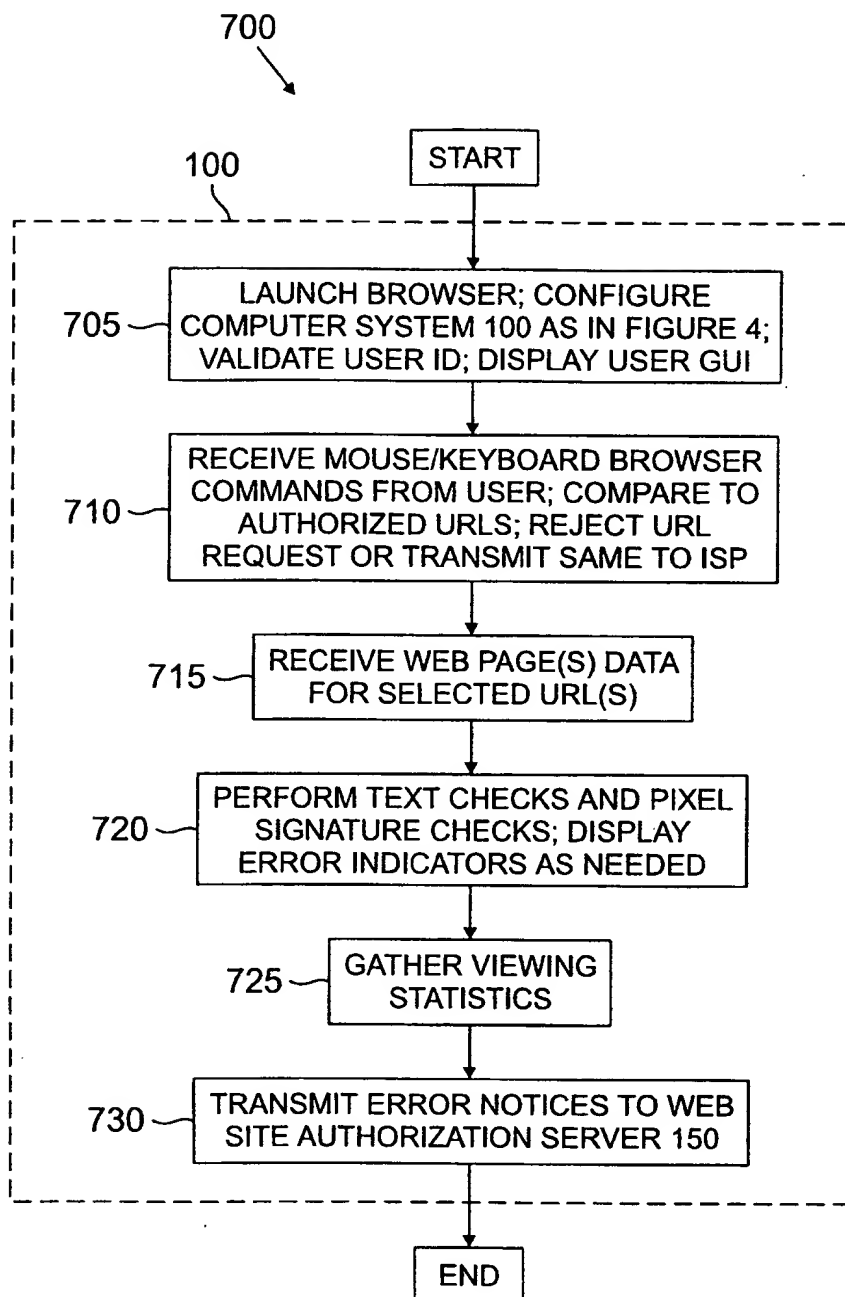 700
100
START
705
LAUNCH BROWSER; CONFIGURE
COMPUTER SYSTEM 100 AS IN FIGURE 4;
VALIDATE USER ID; DISPLAY USER GUI
710
RECEIVE MOUSE/KEYBOARD BROWSER
COMMANDS FROM USER; COMPARE TO
AUTHORIZED URLS; REJECT URL
REQUEST OR TRANSMIT SAME TO ISP
715
RECEIVE WEB PAGE(S) DATA
FOR SELECTED URL(S)
720
PERFORM TEXT CHECKS AND PIXEL
SIGNATURE CHECKS; DISPLAY
ERROR INDICATORS AS NEEDED
725
GATHER VIEWING
STATISTICS
730
TRANSMIT ERROR NOTICES TO WEB
SITE AUTHORIZATION SERVER 150
END